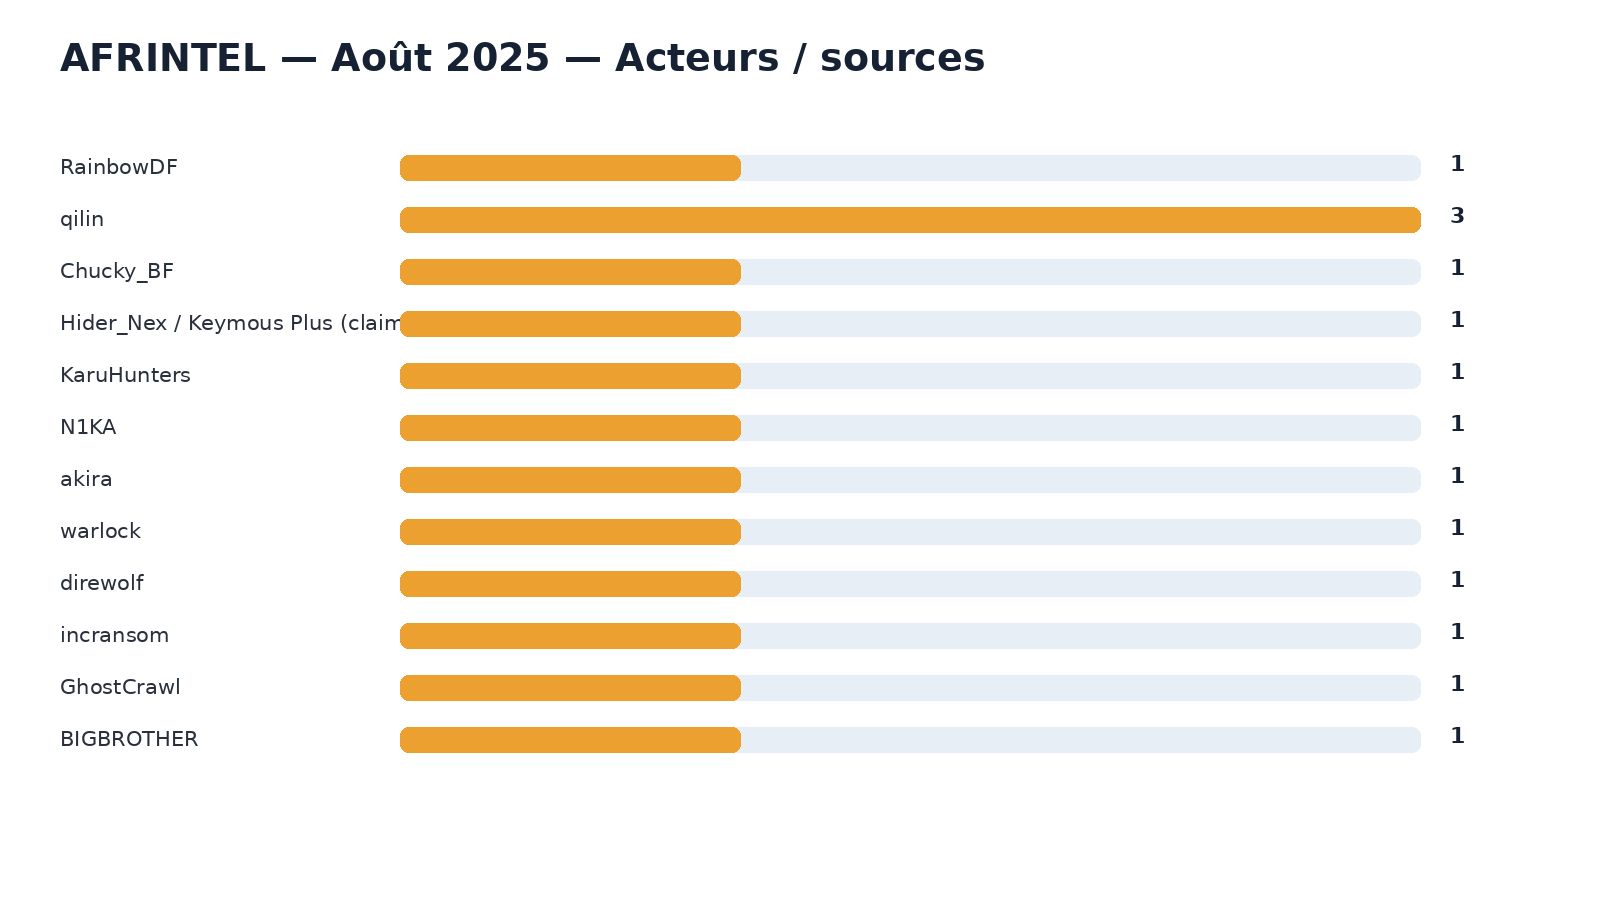 AFRINTEL — Août 2025 — Acteurs / sources
RainbowDF 1
qilin 3
Chucky_BF 1
Hider_Nex / Keymous Plus (claim 1
KaruHunters 1
N1KA 1
akira 1
warlock 1
direwolf 1
incransom 1
GhostCrawl 1
BIGBROTHER 1